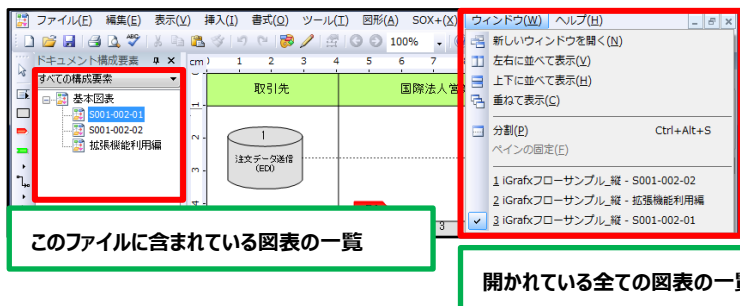 ファイル(F) 編集(E) 表示(V) 挿入(I) 書式(O) ツール(T) 図形(A) SOX+(X) ウィンドウ(W) ヘルプ(H)
100%
ドキュメント構成要素
すべての構成要素
基本図表
S001-002-01
S001-002-02
拡張機能利用編
cm
1 2 3 4 5 6 7
取引先
国際法人営
1
注文データ送信
(EDI)
3
新しいウィンドウを開く(N)
左右に並べて表示(V)
上下に並べて表示(H)
重ねて表示(C)
分割(P) Ctrl+Alt+S
ペインの固定(F)
1 iGrafxフローサンプル_縦 - S001-002-02
2 iGrafxフローサンプル_縦 - 拡張機能利用編
3 iGrafxフローサンプル_縦 - S001-002-01
このファイルに含まれている図表の一覧
開かれている全ての図表の一覧